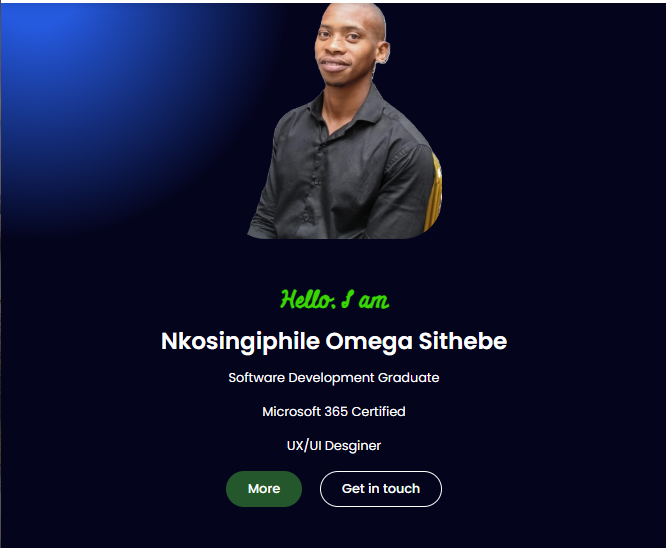 Hello, I am
Nkosingiphile Omega Sithebe
Software Development Graduate
Microsoft 365 Certified
UX/UI Desginer
More
Get in touch